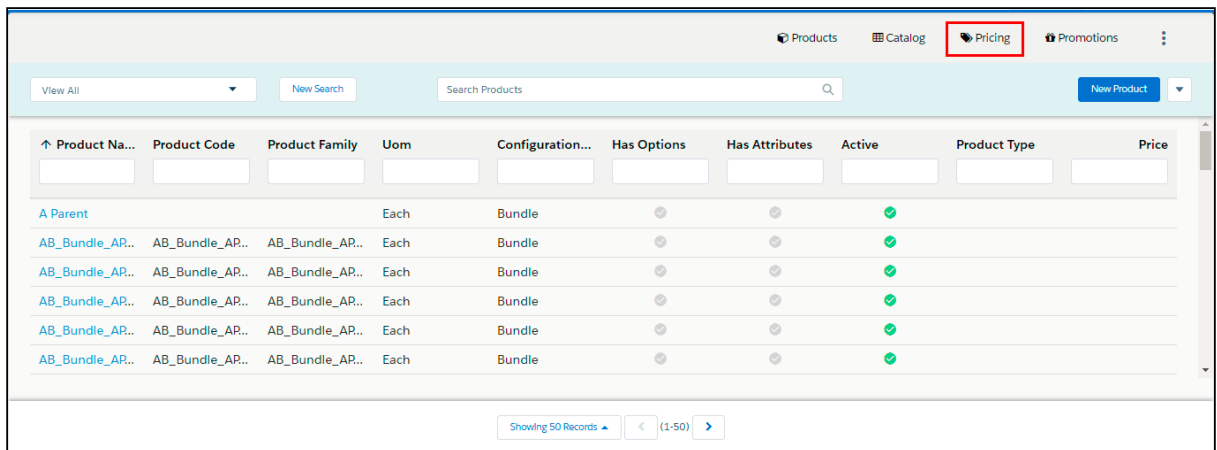 Products Catalog Pricing Promotions
View All New Search Search Products New Product
Product Na... Product Code Product Family Uom Configuration... Has Options Has Attributes Active Product Type Price
A Parent Each Bundle
AB_Bundle_AP... AB_Bundle_AP... AB_Bundle_AP... Each Bundle
AB_Bundle_AP... AB_Bundle_AP... AB_Bundle_AP... Each Bundle
AB_Bundle_AP... AB_Bundle_AP... AB_Bundle_AP... Each Bundle
AB_Bundle_AP... AB_Bundle_AP... AB_Bundle_AP... Each Bundle
AB_Bundle_AP... AB_Bundle_AP... AB_Bundle_AP... Each Bundle
Showing 50 Records (1-50)